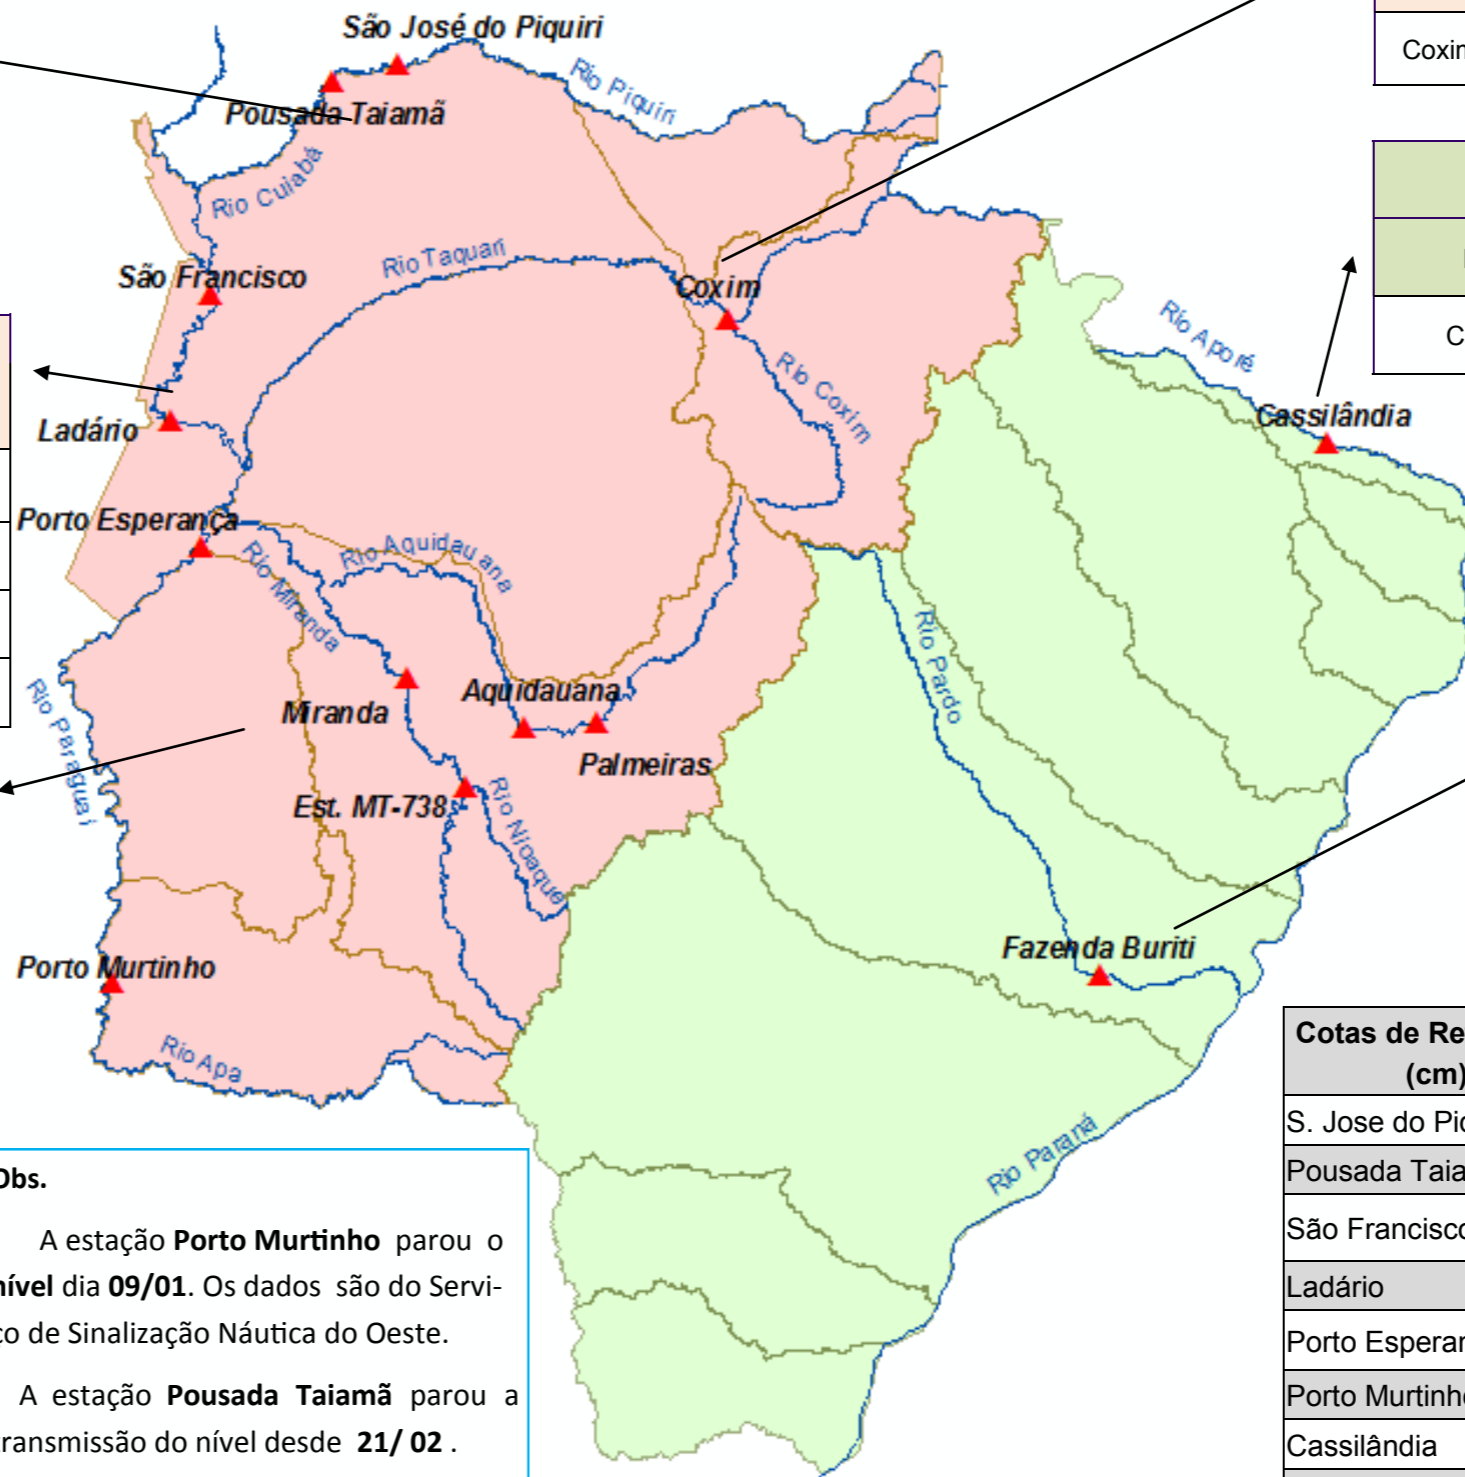 São José do Piquiri
Pousada Taiamã
Rio Piquiri
Rio Cuiabá
São Francisco
Rio Taquari
Coxim
Rio Coxim
Rio Aporé
Cassilândia
Ladário
Porto Esperança
Rio Aquidauana
Rio Miranda
Rio Pardo
Rio Paraguai
Miranda
Aquidauana
Palmeiras
Est. MT-738
Rio Nioaque
Porto Murtinho
Fazenda Buriti
Rio Apa
Rio Paraná
Obs.
A estação Porto Murtinho parou o
nível dia 09/01. Os dados são do Servi-
ço de Sinalização Náutica do Oeste.
A estação Pousada Taiamã parou a
transmissão do nível desde 21/ 02 .
Cotas de Re
(cm)
S. Jose do Pi
Pousada Taia
São Francisco
Ladário
Porto Esperan
Porto Murtinho
Cassilândia